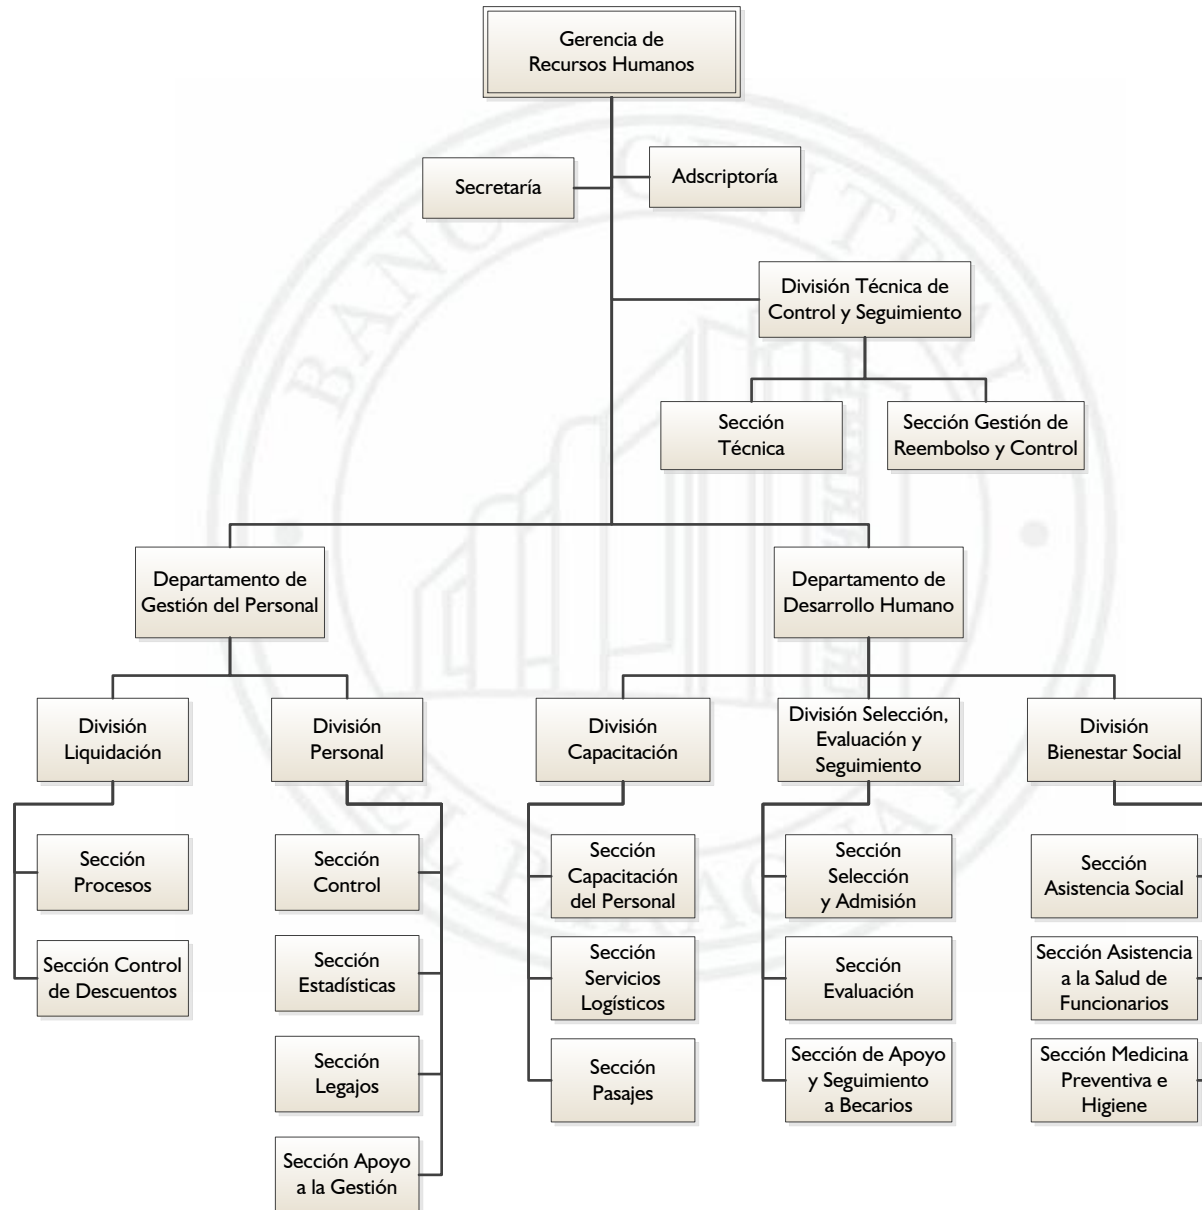 Gerencia de
Recursos Humanos
Secretaría
Adscriptoría
División Técnica de
Control y Seguimiento
Sección
Técnica
Sección Gestión de
Reembolso y Control
Departamento de
Gestión del Personal
Departamento de
Desarrollo Humano
División
Liquidación
División
Personal
División
Capacitación
División Selección,
Evaluación y
Seguimiento
División
Bienestar Social
Sección
Procesos
Sección Control
de Descuentos
Sección
Control
Sección
Estadísticas
Sección
Legajos
Sección Apoyo
a la Gestión
Sección
Capacitación
del Personal
Sección
Servicios
Logísticos
Sección
Pasajes
Sección
Selección
y Admisión
Sección
Evaluación
Sección de Apoyo
y Seguimiento
a Becarios
Sección
Asistencia Social
Sección Asistencia
a la Salud de
Funcionarios
Sección Medicina
Preventiva e
Higiene
BANCO CENTRAL
DEL PARAGUAY